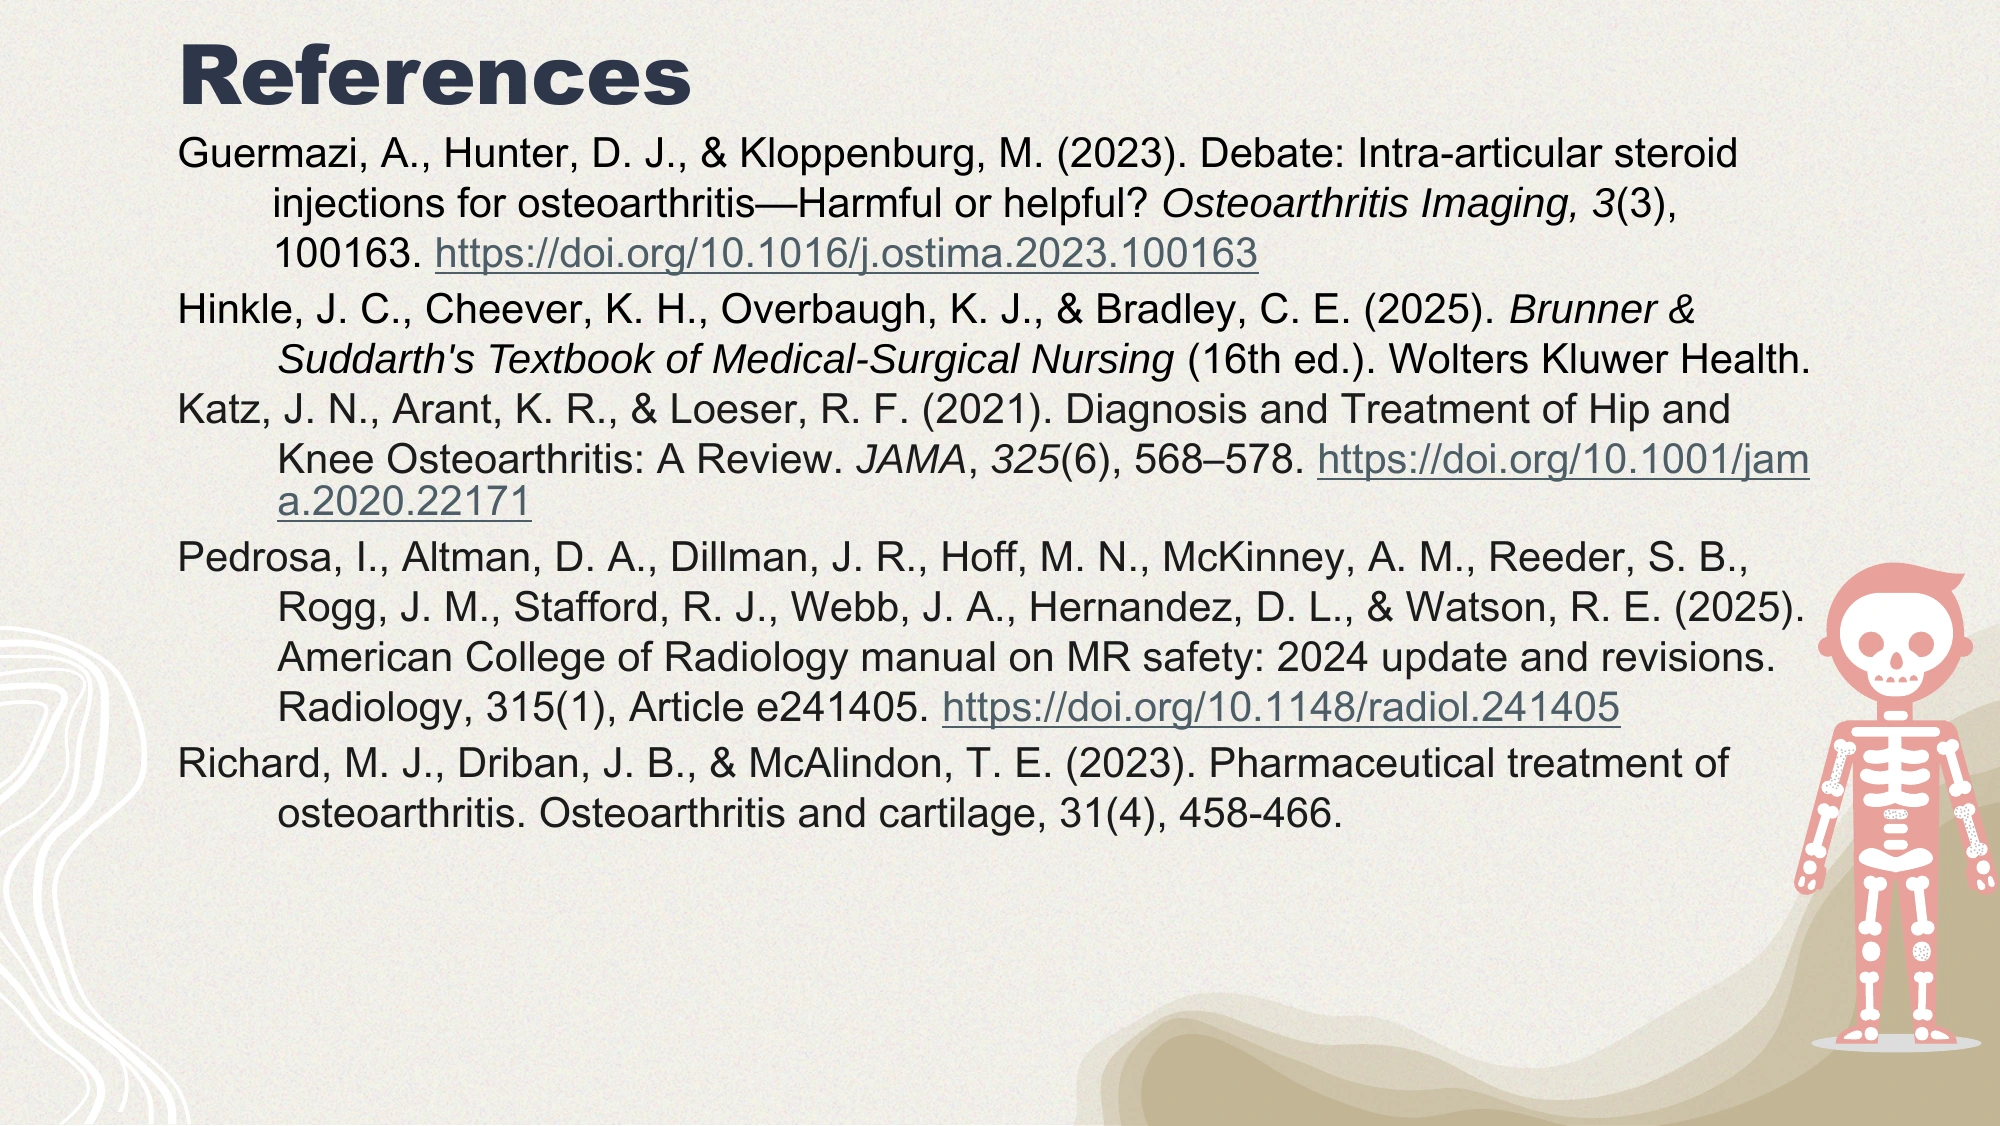 References
Guermazi, A., Hunter, D. J., & Kloppenburg, M. (2023). Debate: Intra-articular steroid
injections for osteoarthritis—Harmful or helpful? Osteoarthritis Imaging, 3(3),
100163. https://doi.org/10.1016/j.ostima.2023.100163
Hinkle, J. C., Cheever, K. H., Overbaugh, K. J., & Bradley, C. E. (2025). Brunner &
Suddarth's Textbook of Medical-Surgical Nursing (16th ed.). Wolters Kluwer Health.
Katz, J. N., Arant, K. R., & Loeser, R. F. (2021). Diagnosis and Treatment of Hip and
Knee Osteoarthritis: A Review. JAMA, 325(6), 568–578. https://doi.org/10.1001/jam
a.2020.22171
Pedrosa, I., Altman, D. A., Dillman, J. R., Hoff, M. N., McKinney, A. M., Reeder, S. B.,
Rogg, J. M., Stafford, R. J., Webb, J. A., Hernandez, D. L., & Watson, R. E. (2025).
American College of Radiology manual on MR safety: 2024 update and revisions.
Radiology, 315(1), Article e241405. https://doi.org/10.1148/radiol.241405
Richard, M. J., Driban, J. B., & McAlindon, T. E. (2023). Pharmaceutical treatment of
osteoarthritis. Osteoarthritis and cartilage, 31(4), 458-466.